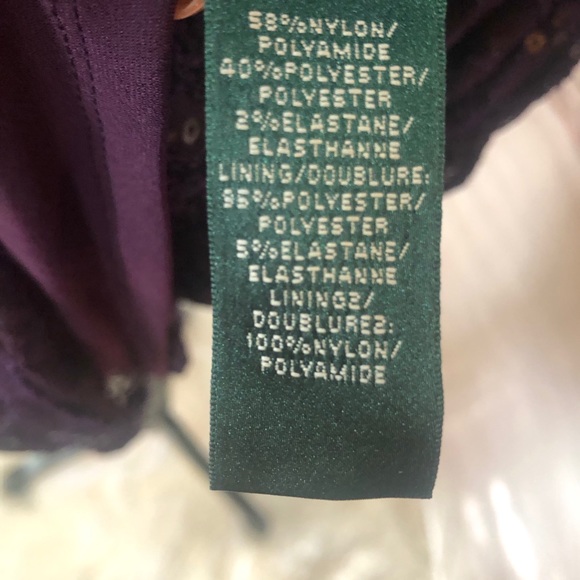 58%NYLON/
POLYAMIDE
40%POLYESTER/
POLYESTER
2%ELASTANE/
ELASTHANNE
LINING/DOUBLURE:
95%POLYESTER/
POLYESTER
5%ELASTANE/
ELASTHANNE
LINING2/
DOUBLURE2:
100%NYLON/
POLYAMIDE